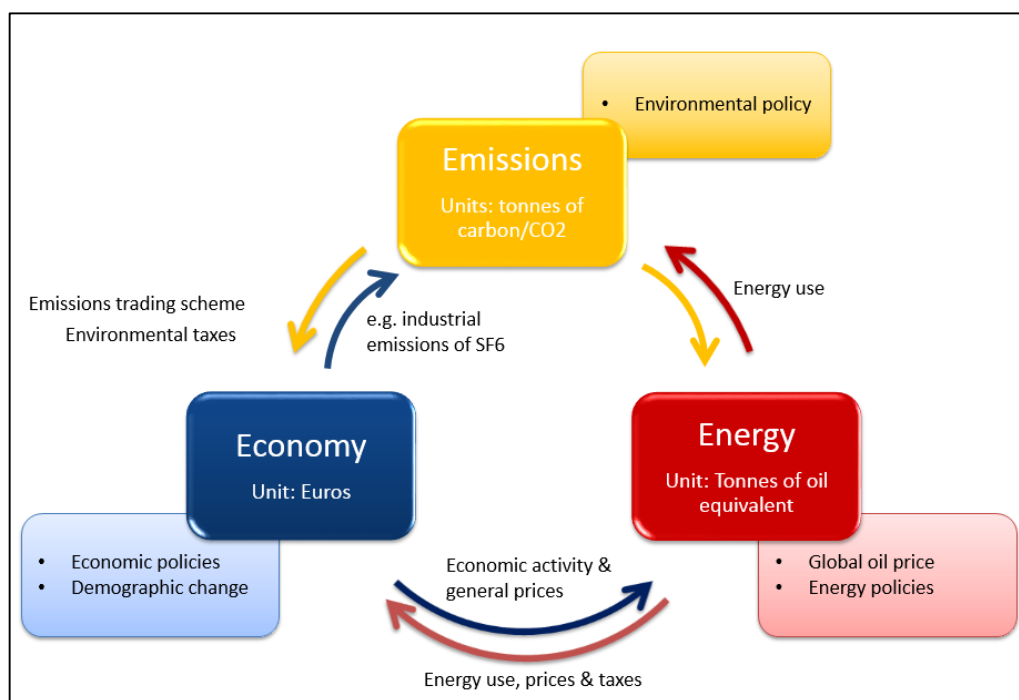 • Environmental policy
Emissions
Units: tonnes of
carbon/CO2
Emissions trading scheme
Environmental taxes
e.g. industrial
emissions of SF6
Energy use
Economy
Unit: Euros
Energy
Unit: Tonnes of oil
equivalent
• Economic policies
• Demographic change
Economic activity &
general prices
• Global oil price
• Energy policies
Energy use, prices & taxes